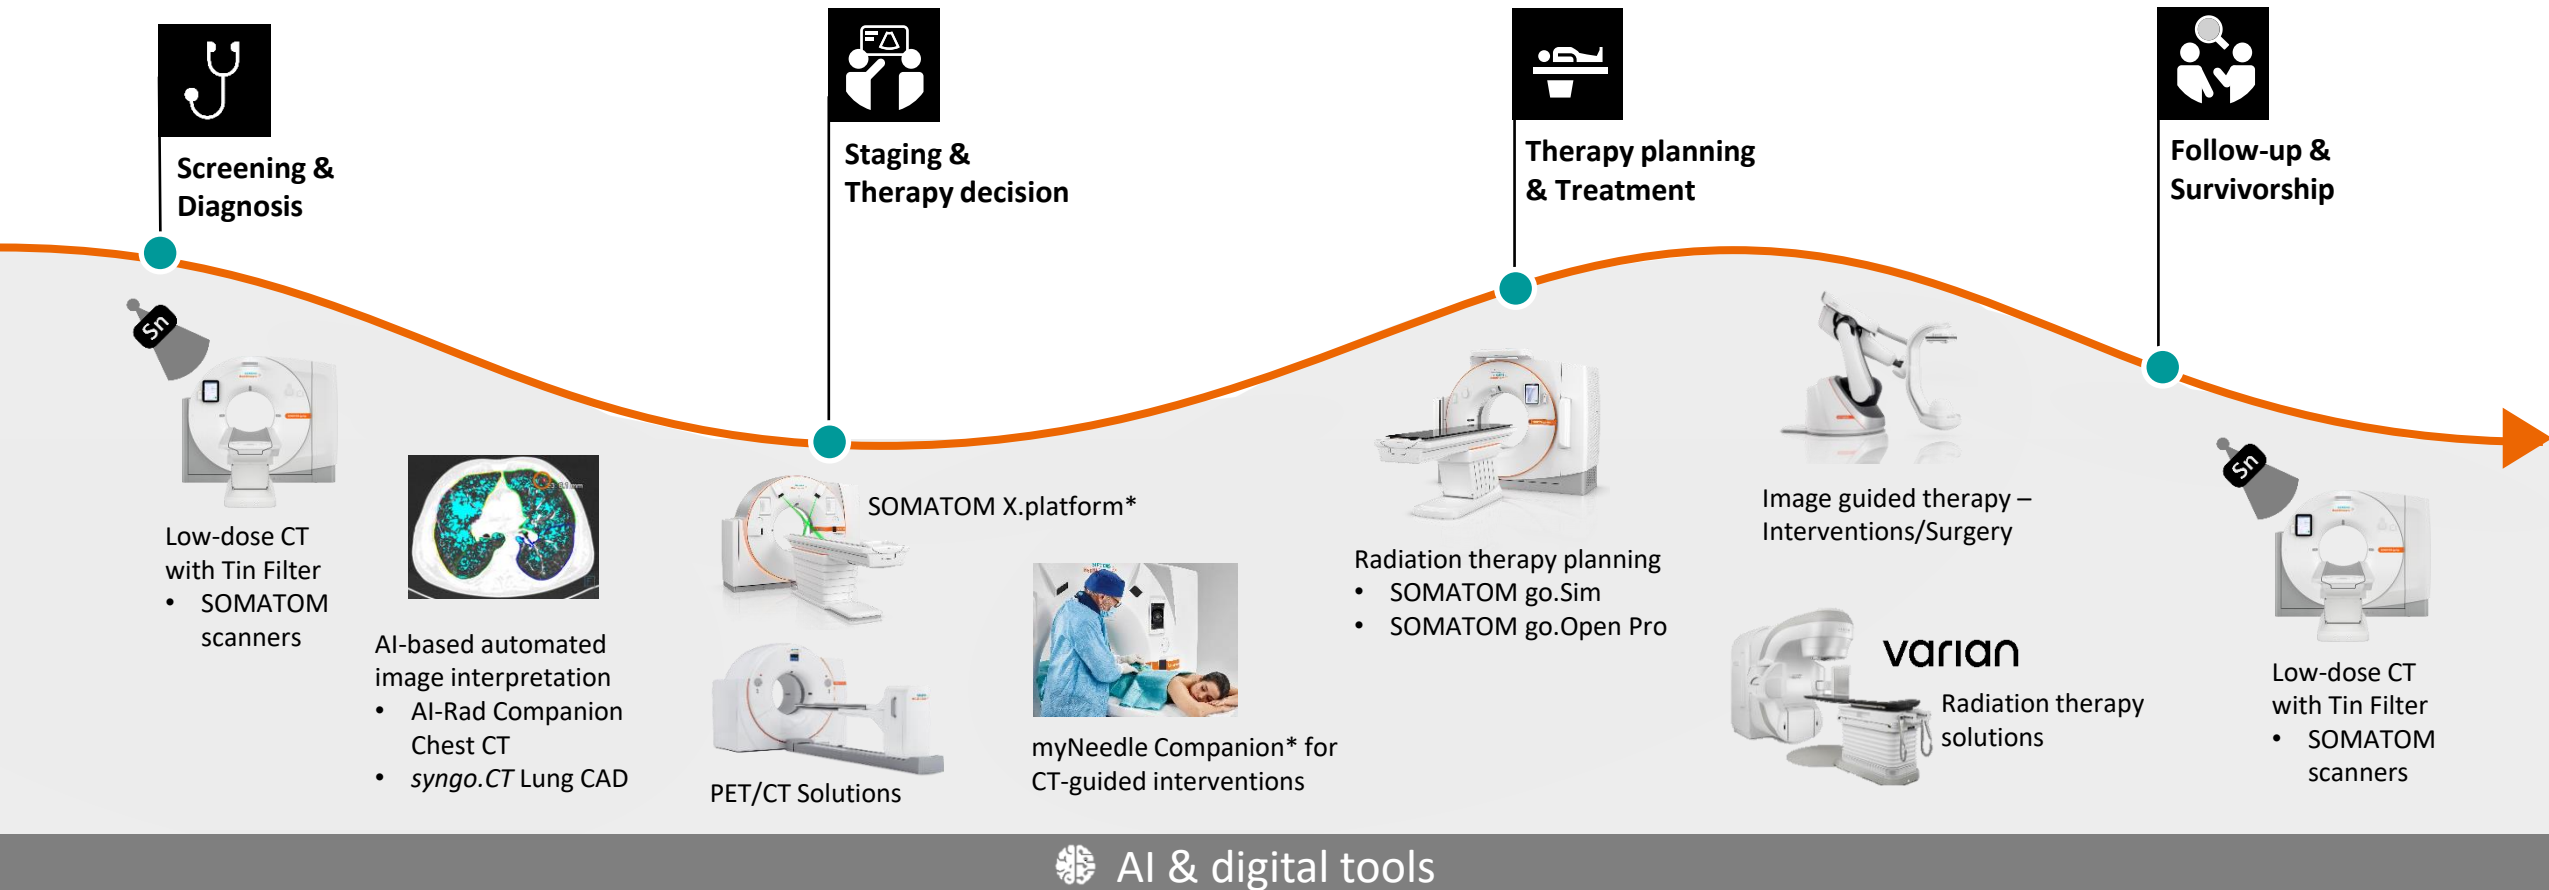 Screening &
Diagnosis
Staging &
Therapy decision
Therapy planning
& Treatment
Follow-up &
Survivorship
Sn
Low-dose CT
with Tin Filter
• SOMATOM
scanners
AI-based automated
image interpretation
• AI-Rad Companion
Chest CT
• syngo.CT Lung CAD
SOMATOM X.platform*
PET/CT Solutions
myNeedle Companion* for
CT-guided interventions
Radiation therapy planning
• SOMATOM go.Sim
• SOMATOM go.Open Pro
Image guided therapy –
Interventions/Surgery
varian
Radiation therapy
solutions
Sn
Low-dose CT
with Tin Filter
• SOMATOM
scanners
AI & digital tools